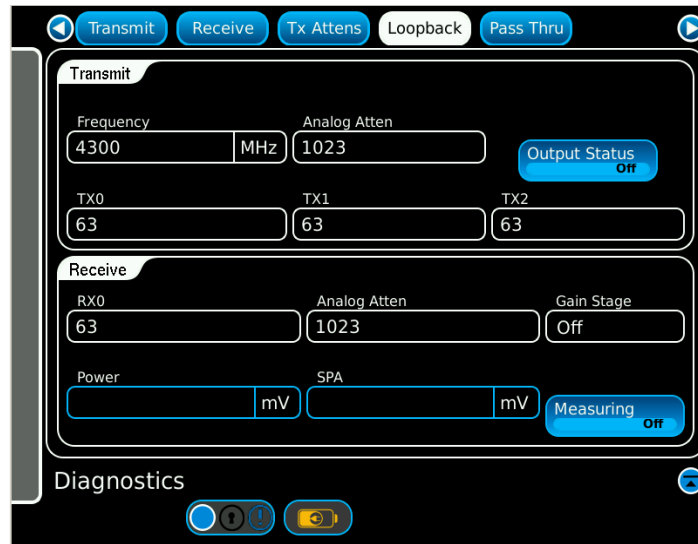 Transmit Receive Tx Attens Loopback Pass Thru
Transmit
Frequency Analog Atten
4300 MHz 1023
Output Status
Off
TX0 TX1 TX2
63 63 63
Receive
RX0 Analog Atten Gain Stage
63 1023 Off
Power SPA
mV mV
Measuring
Off
Diagnostics